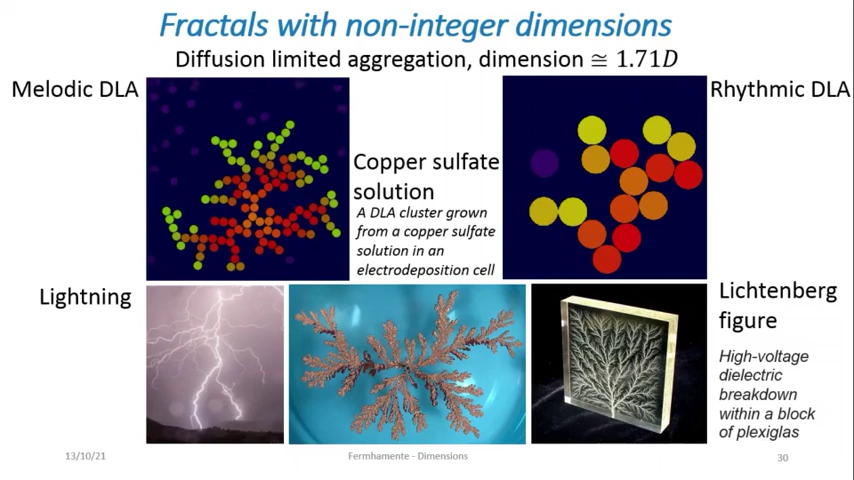 Fractals with non-integer dimensions
Diffusion limited aggregation, dimension ≅ 1.71D
Melodic DLA
Rhythmic DLA
Copper sulfate
solution
A DLA cluster grown
from a copper sulfate
solution in an
electrodeposition cell
Lightning
Lichtenberg
figure
High-voltage
dielectric
breakdown
within a block
of plexiglas
13/10/21
Fermhamente - Dimensions
30